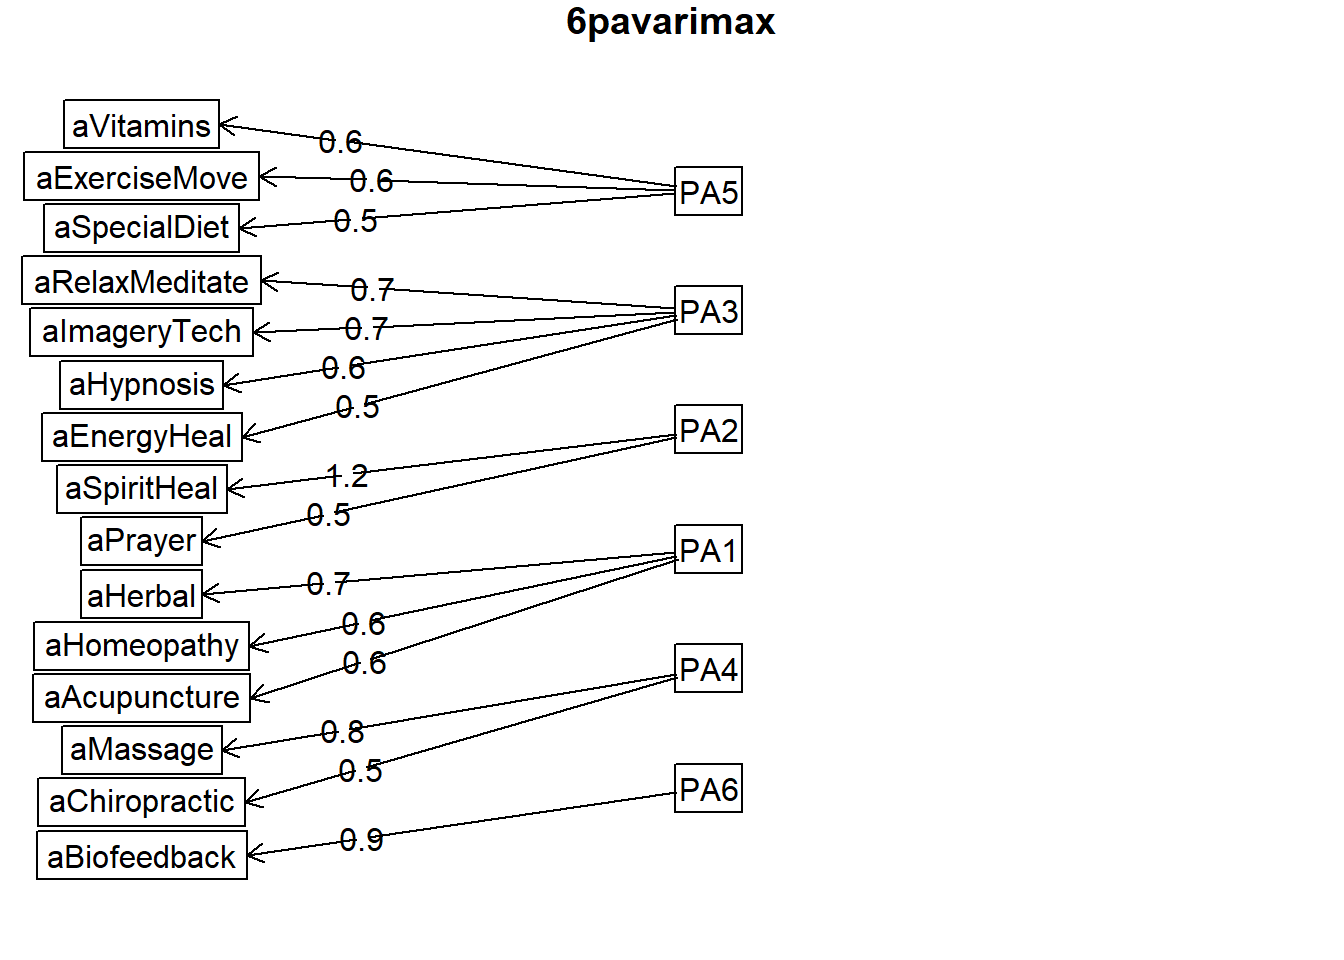 6pavarimax
aVitamins
0.6
aExerciseMove
0.6
PA5
aSpecialDiet
0.5
aRelaxMeditate
0.7
PA3
aImageryTech
0.7
aHypnosis
0.6
aEnergyHeal
0.5
PA2
aSpiritHeal
1.2
aPrayer
0.5
PA1
aHerbal
0.7
aHomeopathy
0.6
aAcupuncture
0.6
PA4
aMassage
0.8
aChiropractic
0.5
PA6
aBiofeedback
0.9